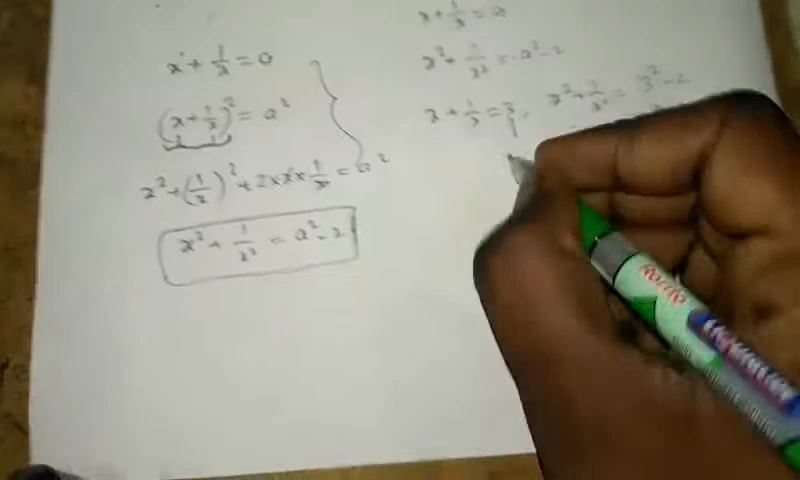 x + 1/x = a
(x + 1/x)² = a²
x² + (1/x)² + 2 × x × 1/x = a²
x² + 1/x² = a² - 2
x + 1/x = a
x² + 1/x² = a² - 2
x + 1/x = 3, x² + 1/x² = 3² - 2